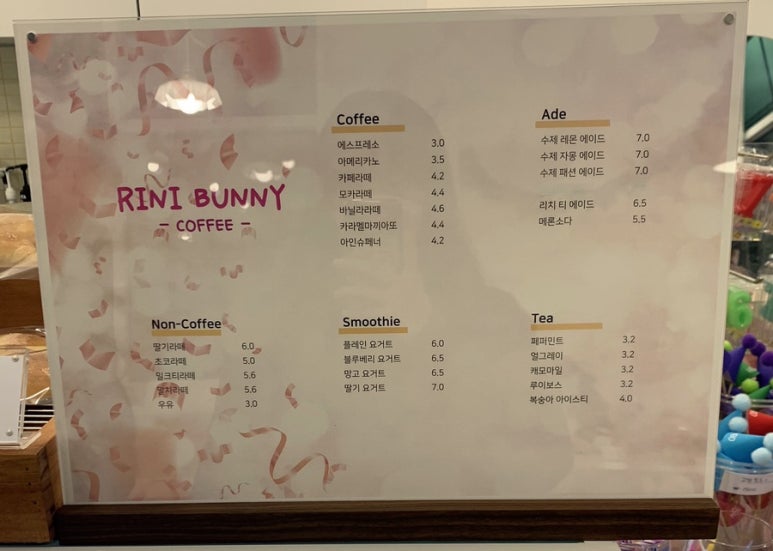 RINI BUNNY
- COFFEE -
Coffee
에스프레소 3.0
아메리카노 3.5
카페라떼 4.2
모카라떼 4.4
바닐라라떼 4.6
카라멜마끼아또 4.4
아인슈페너 4.2
Ade
수제 레몬 에이드 7.0
수제 자몽 에이드 7.0
수제 패션 에이드 7.0
리치 티 에이드 6.5
메론소다 5.5
Non-Coffee
딸기라떼 6.0
초코라떼 5.0
밀크티라떼 5.6
말차라떼 5.6
우유 3.0
Smoothie
플레인 요거트 6.0
블루베리 요거트 6.5
망고 요거트 6.5
딸기 요거트 7.0
Tea
페퍼민트 3.2
얼그레이 3.2
캐모마일 3.2
루이보스 3.2
복숭아 아이스티 4.0